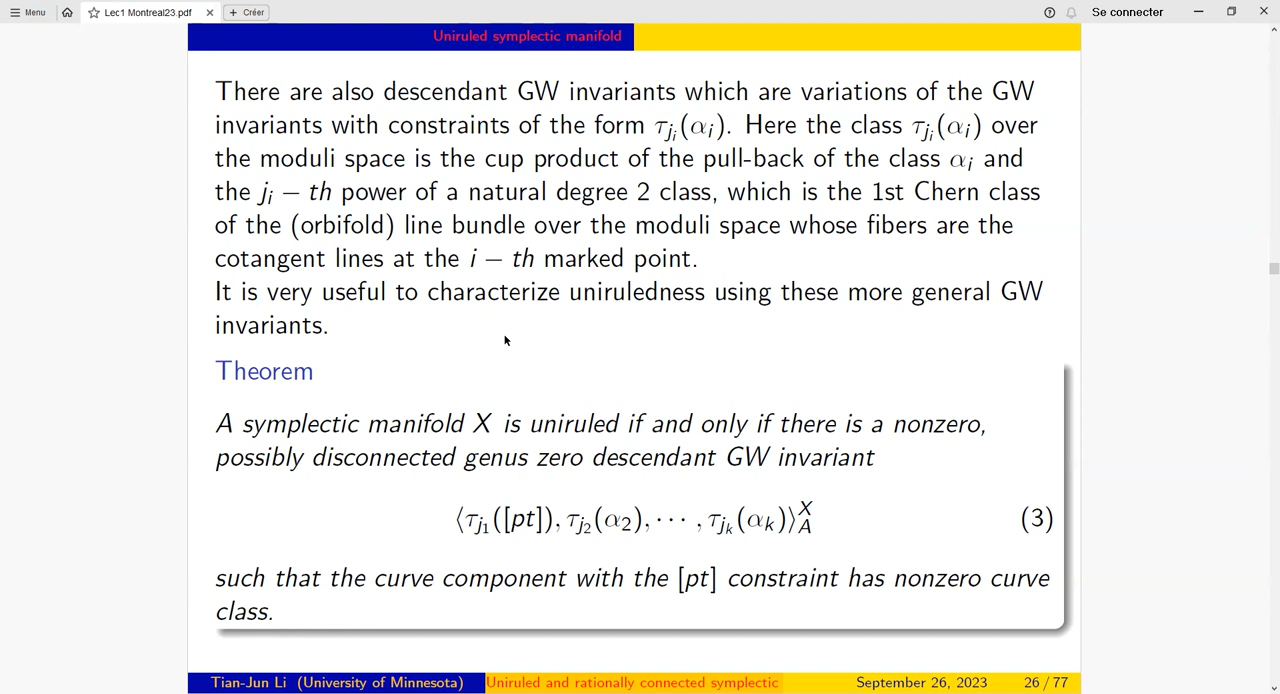 Menu
Lec1 Montreal23.pdf
Créer
Se connecter
Uniruled symplectic manifold
There are also descendant GW invariants which are variations of the GW
invariants with constraints of the form τ_{j_i}(α_i). Here the class τ_{j_i}(α_i) over
the moduli space is the cup product of the pull-back of the class α_i and
the j_i − th power of a natural degree 2 class, which is the 1st Chern class
of the (orbifold) line bundle over the moduli space whose fibers are the
cotangent lines at the i − th marked point.
It is very useful to characterize uniruledness using these more general GW
invariants.
Theorem
A symplectic manifold X is uniruled if and only if there is a nonzero,
possibly disconnected genus zero descendant GW invariant
⟨τ_{j_1}([pt]), τ_{j_2}(α_2), · · · , τ_{j_k}(α_k)⟩^X_A (3)
such that the curve component with the [pt] constraint has nonzero curve
class.
Tian-Jun Li (University of Minnesota) Uniruled and rationally connected symplectic September 26, 2023 26 / 77